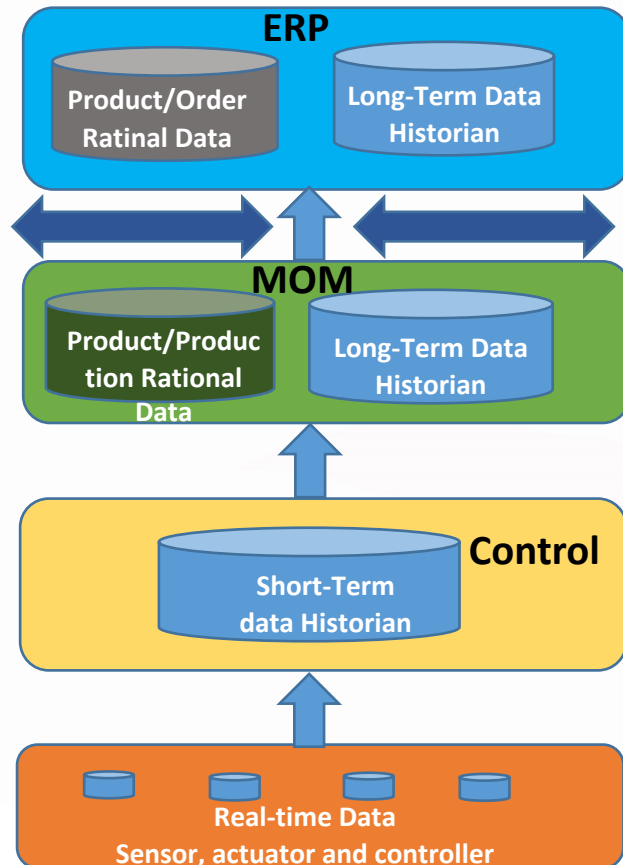 ERP
Product/Order
Ratinal Data
Long-Term Data
Historian
MOM
Product/Produc
tion Rational
Data
Long-Term Data
Historian
Control
Short-Term
data Historian
Real-time Data
Sensor, actuator and controller